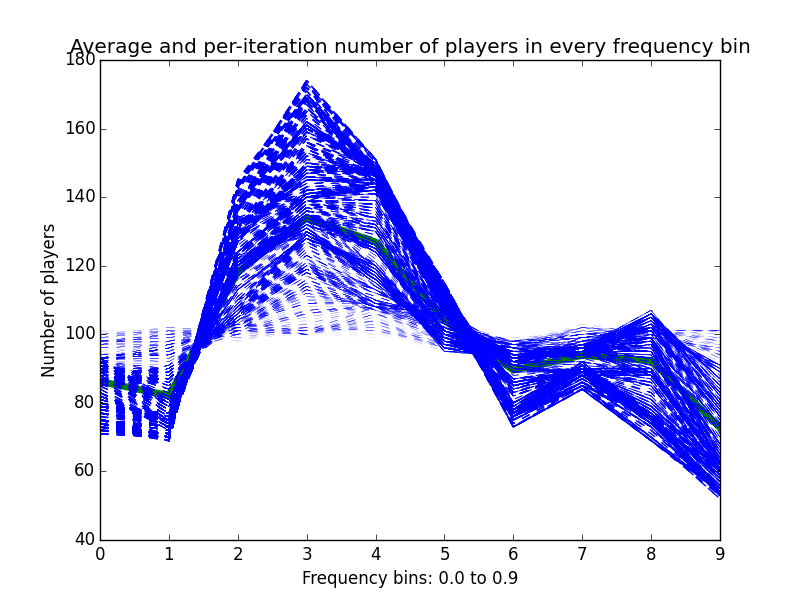 Average and per-iteration number of players in every frequency bin
180
160
140
120
100
80
60
40
Number of players
0 1 2 3 4 5 6 7 8 9
Frequency bins: 0.0 to 0.9